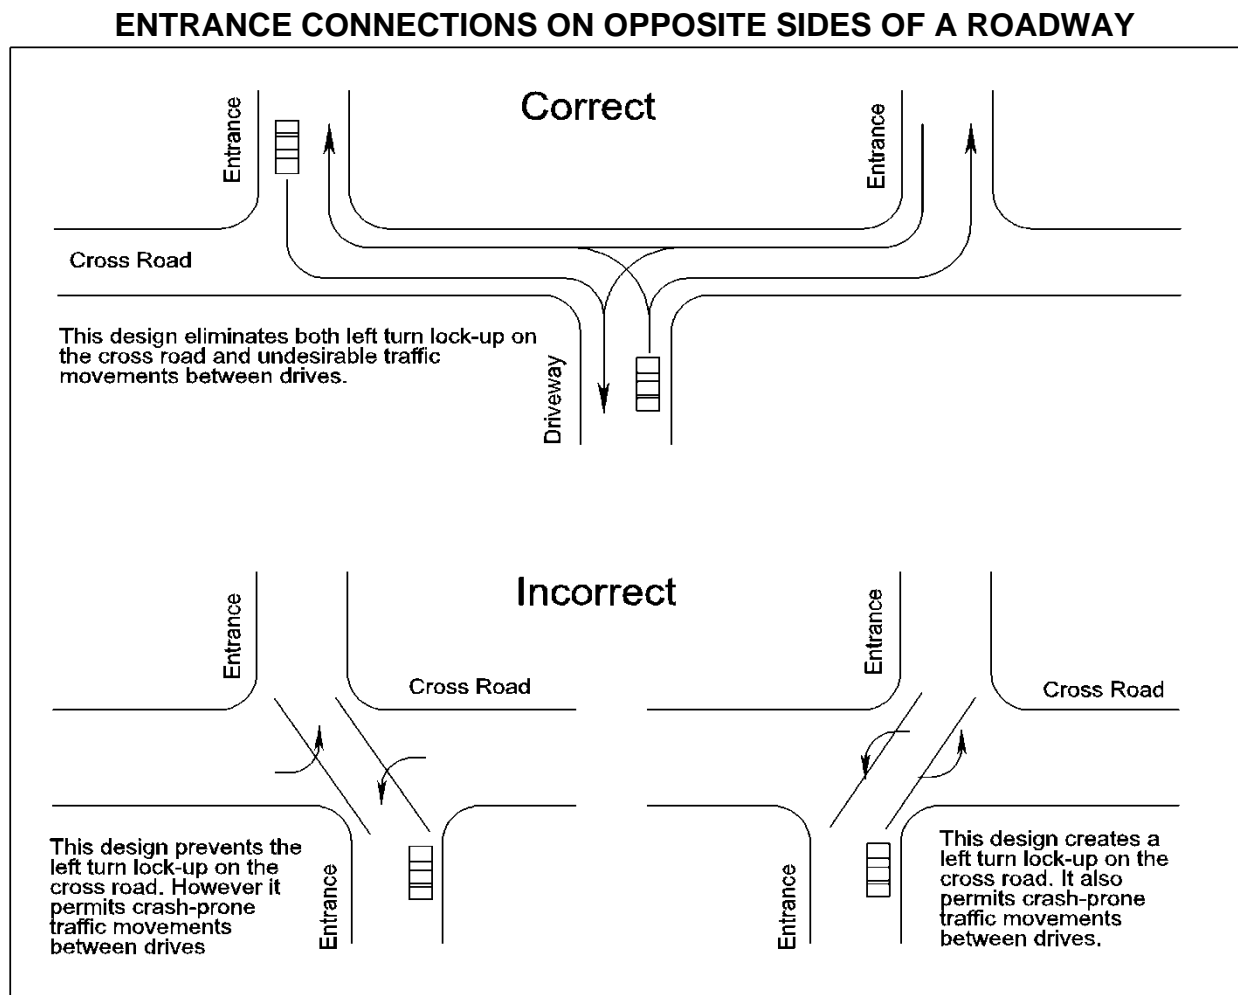 ENTRANCE CONNECTIONS ON OPPOSITE SIDES OF A ROADWAY
Correct
Entrance
Entrance
Cross Road
This design eliminates both left turn lock-up on
the cross road and undesirable traffic
movements between drives.
Driveway
Incorrect
Entrance
Entrance
Cross Road
Cross Road
This design prevents the
left turn lock-up on the
cross road. However it
permits crash-prone
traffic movements
between drives
Entrance
Entrance
This design creates a
left turn lock-up on the
cross road. It also
permits crash-prone
traffic movements
between drives.